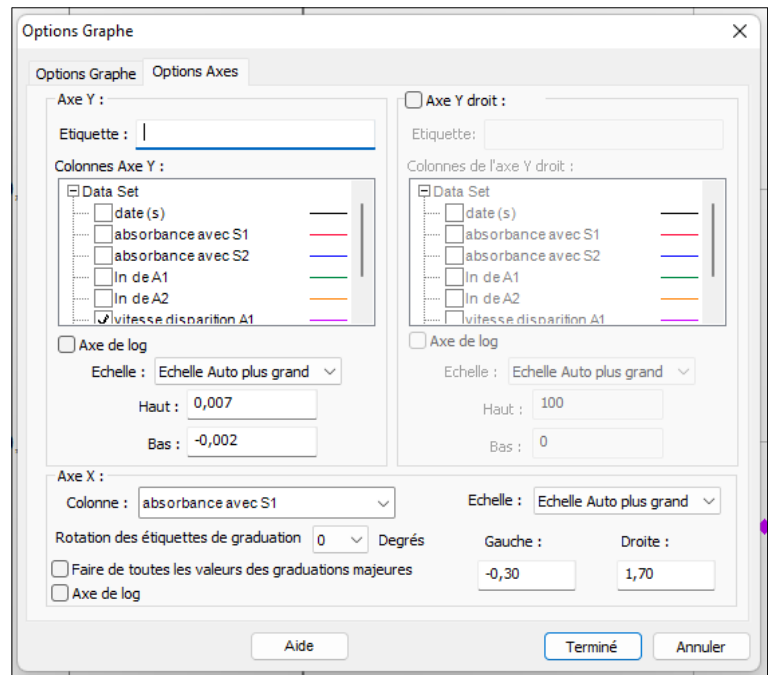 Options Graphe
Options Graphe Options Axes
Axe Y :
Etiquette :
Colonnes Axe Y :
Data Set
date (s)
absorbance avec S1
absorbance avec S2
ln de A1
ln de A2
vitesse disparition A1
Axe de log
Echelle : Echelle Auto plus grand
Haut : 0,007
Bas : -0,002
Axe Y droit :
Etiquette:
Colonnes de l'axe Y droit :
Data Set
date (s)
absorbance avec S1
absorbance avec S2
ln de A1
ln de A2
vitesse disparition A1
Axe de log
Echelle : Echelle Auto plus grand
Haut : 100
Bas : 0
Axe X :
Colonne : absorbance avec S1
Echelle : Echelle Auto plus grand
Rotation des étiquettes de graduation 0 Degrés
Gauche : Droite :
Faire de toutes les valeurs des graduations majeures
-0,30 1,70
Axe de log
Aide Terminé Annuler